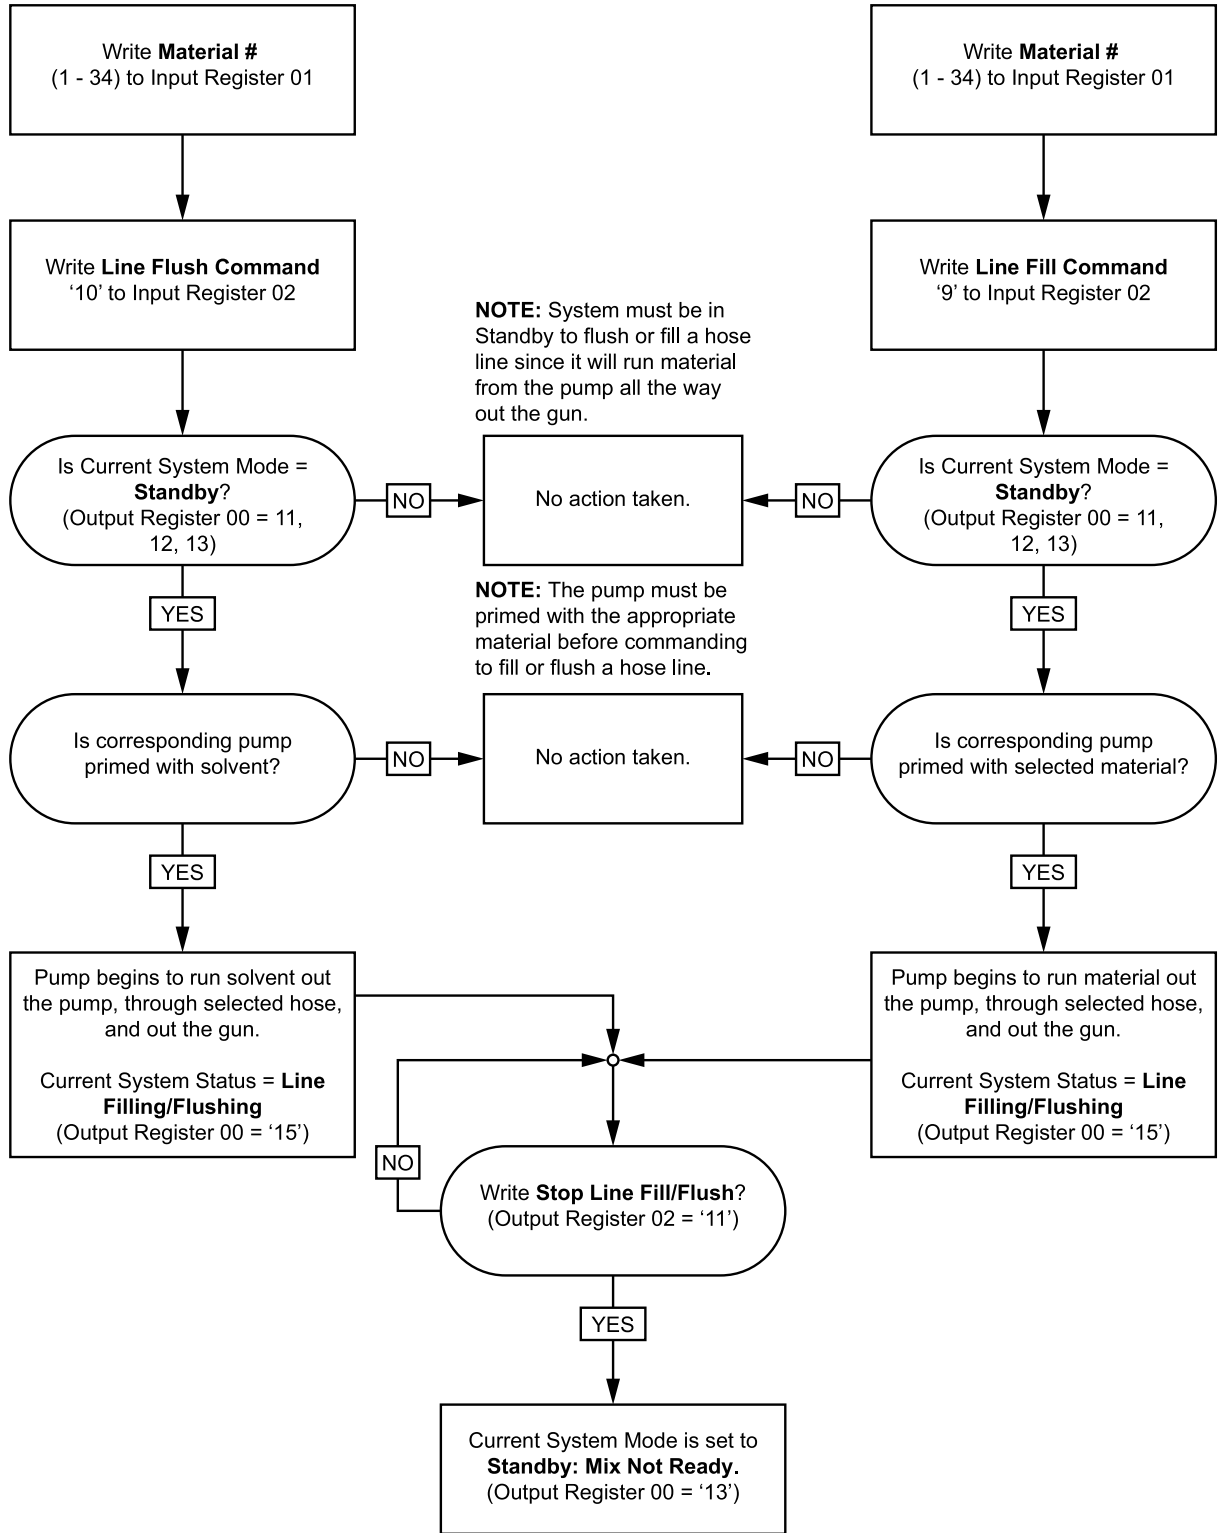 Write Material #
(1 - 34) to Input Register 01
Write Material #
(1 - 34) to Input Register 01
Write Line Flush Command
‘10’ to Input Register 02
Write Line Fill Command
‘9’ to Input Register 02
NOTE: System must be in
Standby to flush or fill a hose
line since it will run material
from the pump all the way
out the gun.
Is Current System Mode =
Standby?
(Output Register 00 = 11,
12, 13)
NO
No action taken.
NO
Is Current System Mode =
Standby?
(Output Register 00 = 11,
12, 13)
YES
NOTE: The pump must be
primed with the appropriate
material before commanding
to fill or flush a hose line.
YES
Is corresponding pump
primed with solvent?
NO
No action taken.
NO
Is corresponding pump
primed with selected material?
YES
YES
Pump begins to run solvent out
the pump, through selected hose,
and out the gun.
Current System Status = Line
Filling/Flushing
(Output Register 00 = ‘15’)
Pump begins to run material out
the pump, through selected hose,
and out the gun.
Current System Status = Line
Filling/Flushing
(Output Register 00 = ‘15’)
NO
Write Stop Line Fill/Flush?
(Output Register 02 = ‘11’)
YES
Current System Mode is set to
Standby: Mix Not Ready.
(Output Register 00 = ‘13’)